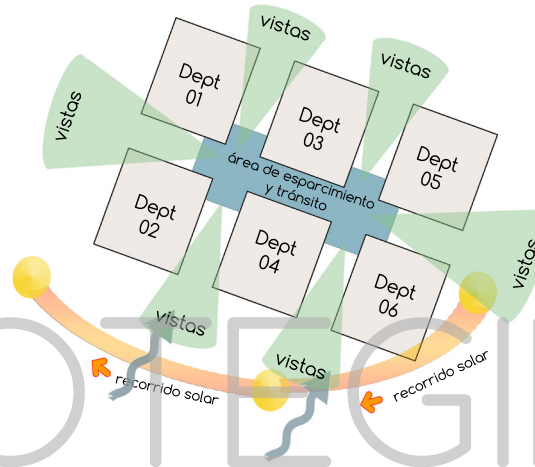 vistas
vistas
vistas
Dept
01
Dept
03
Dept
05
área de esparcimiento
y tránsito
Dept
02
Dept
04
Dept
06
vistas
vistas
vistas
recorrido solar
recorrido solar
OTEGI